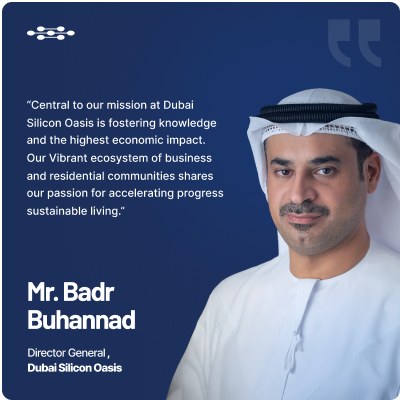 “Central to our mission at Dubai
Silicon Oasis is fostering knowledge
and the highest economic impact.
Our Vibrant ecosystem of business
and residential communities shares
our passion for accelerating progress
sustainable living.”
Mr. Badr
Buhannad
Director General ,
Dubai Silicon Oasis